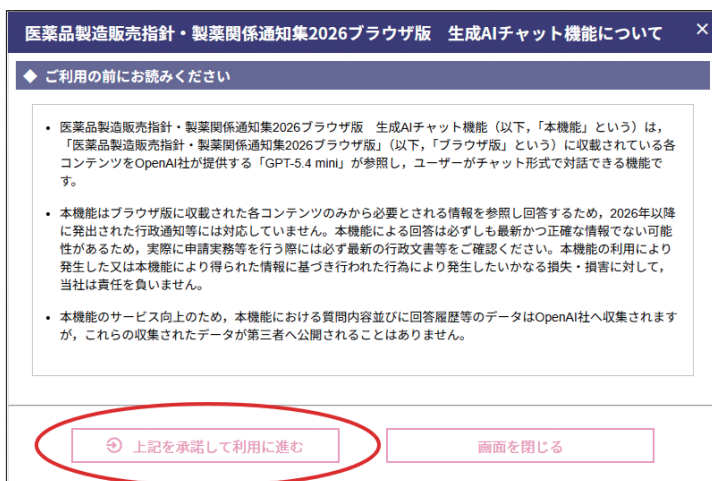 医薬品製造販売指針・製薬関係通知集2026ブラウザ版　生成AIチャット機能について ×
◆ ご利用の前にお読みください
• 医薬品製造販売指針・製薬関係通知集2026ブラウザ版　生成AIチャット機能（以下，「本機能」という）は，
「医薬品製造販売指針・製薬関係通知集2026ブラウザ版」（以下，「ブラウザ版」という）に収載されている各
コンテンツをOpenAI社が提供する「GPT-5.4 mini」が参照し，ユーザーがチャット形式で対話できる機能で
す。
• 本機能はブラウザ版に収載された各コンテンツのみから必要とされる情報を参照し回答するため，2026年以降
に発出された行政通知等には対応していません。本機能による回答は必ずしも最新かつ正確な情報でない可能
性があるため，実際に申請実務等を行う際には必ず最新の行政文書等をご確認ください。本機能の利用により
発生した又は本機能により得られた情報に基づき行われた行為により発生したいかなる損失・損害に対して，
当社は責任を負いません。
• 本機能のサービス向上のため，本機能における質問内容並びに回答履歴等のデータはOpenAI社へ収集されます
が，これらの収集されたデータが第三者へ公開されることはありません。
上記を承諾して利用に進む
画面を閉じる